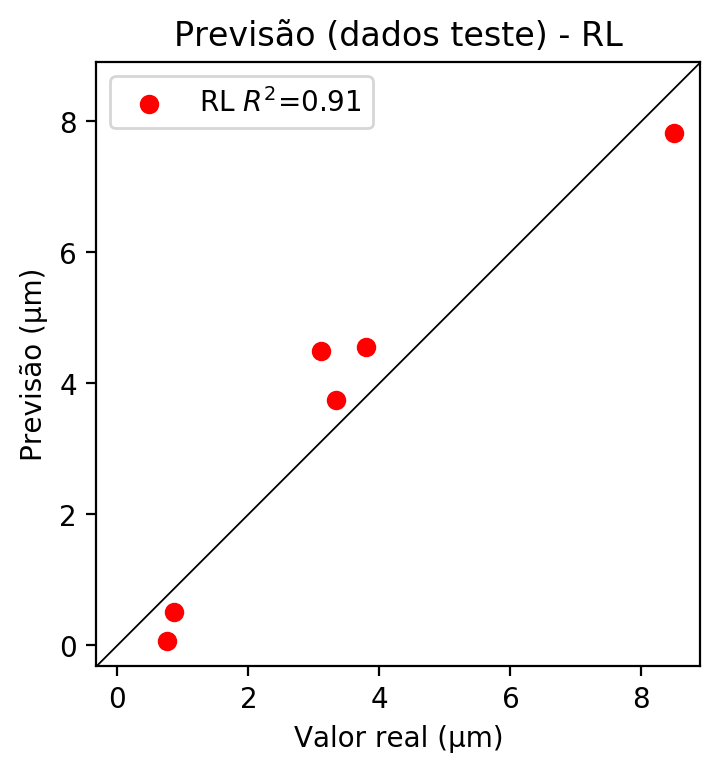 Previsão (dados teste) - RL
RL R²=0.91
Previsão (µm)
8
6
4
2
0
0 2 4 6 8
Valor real (µm)